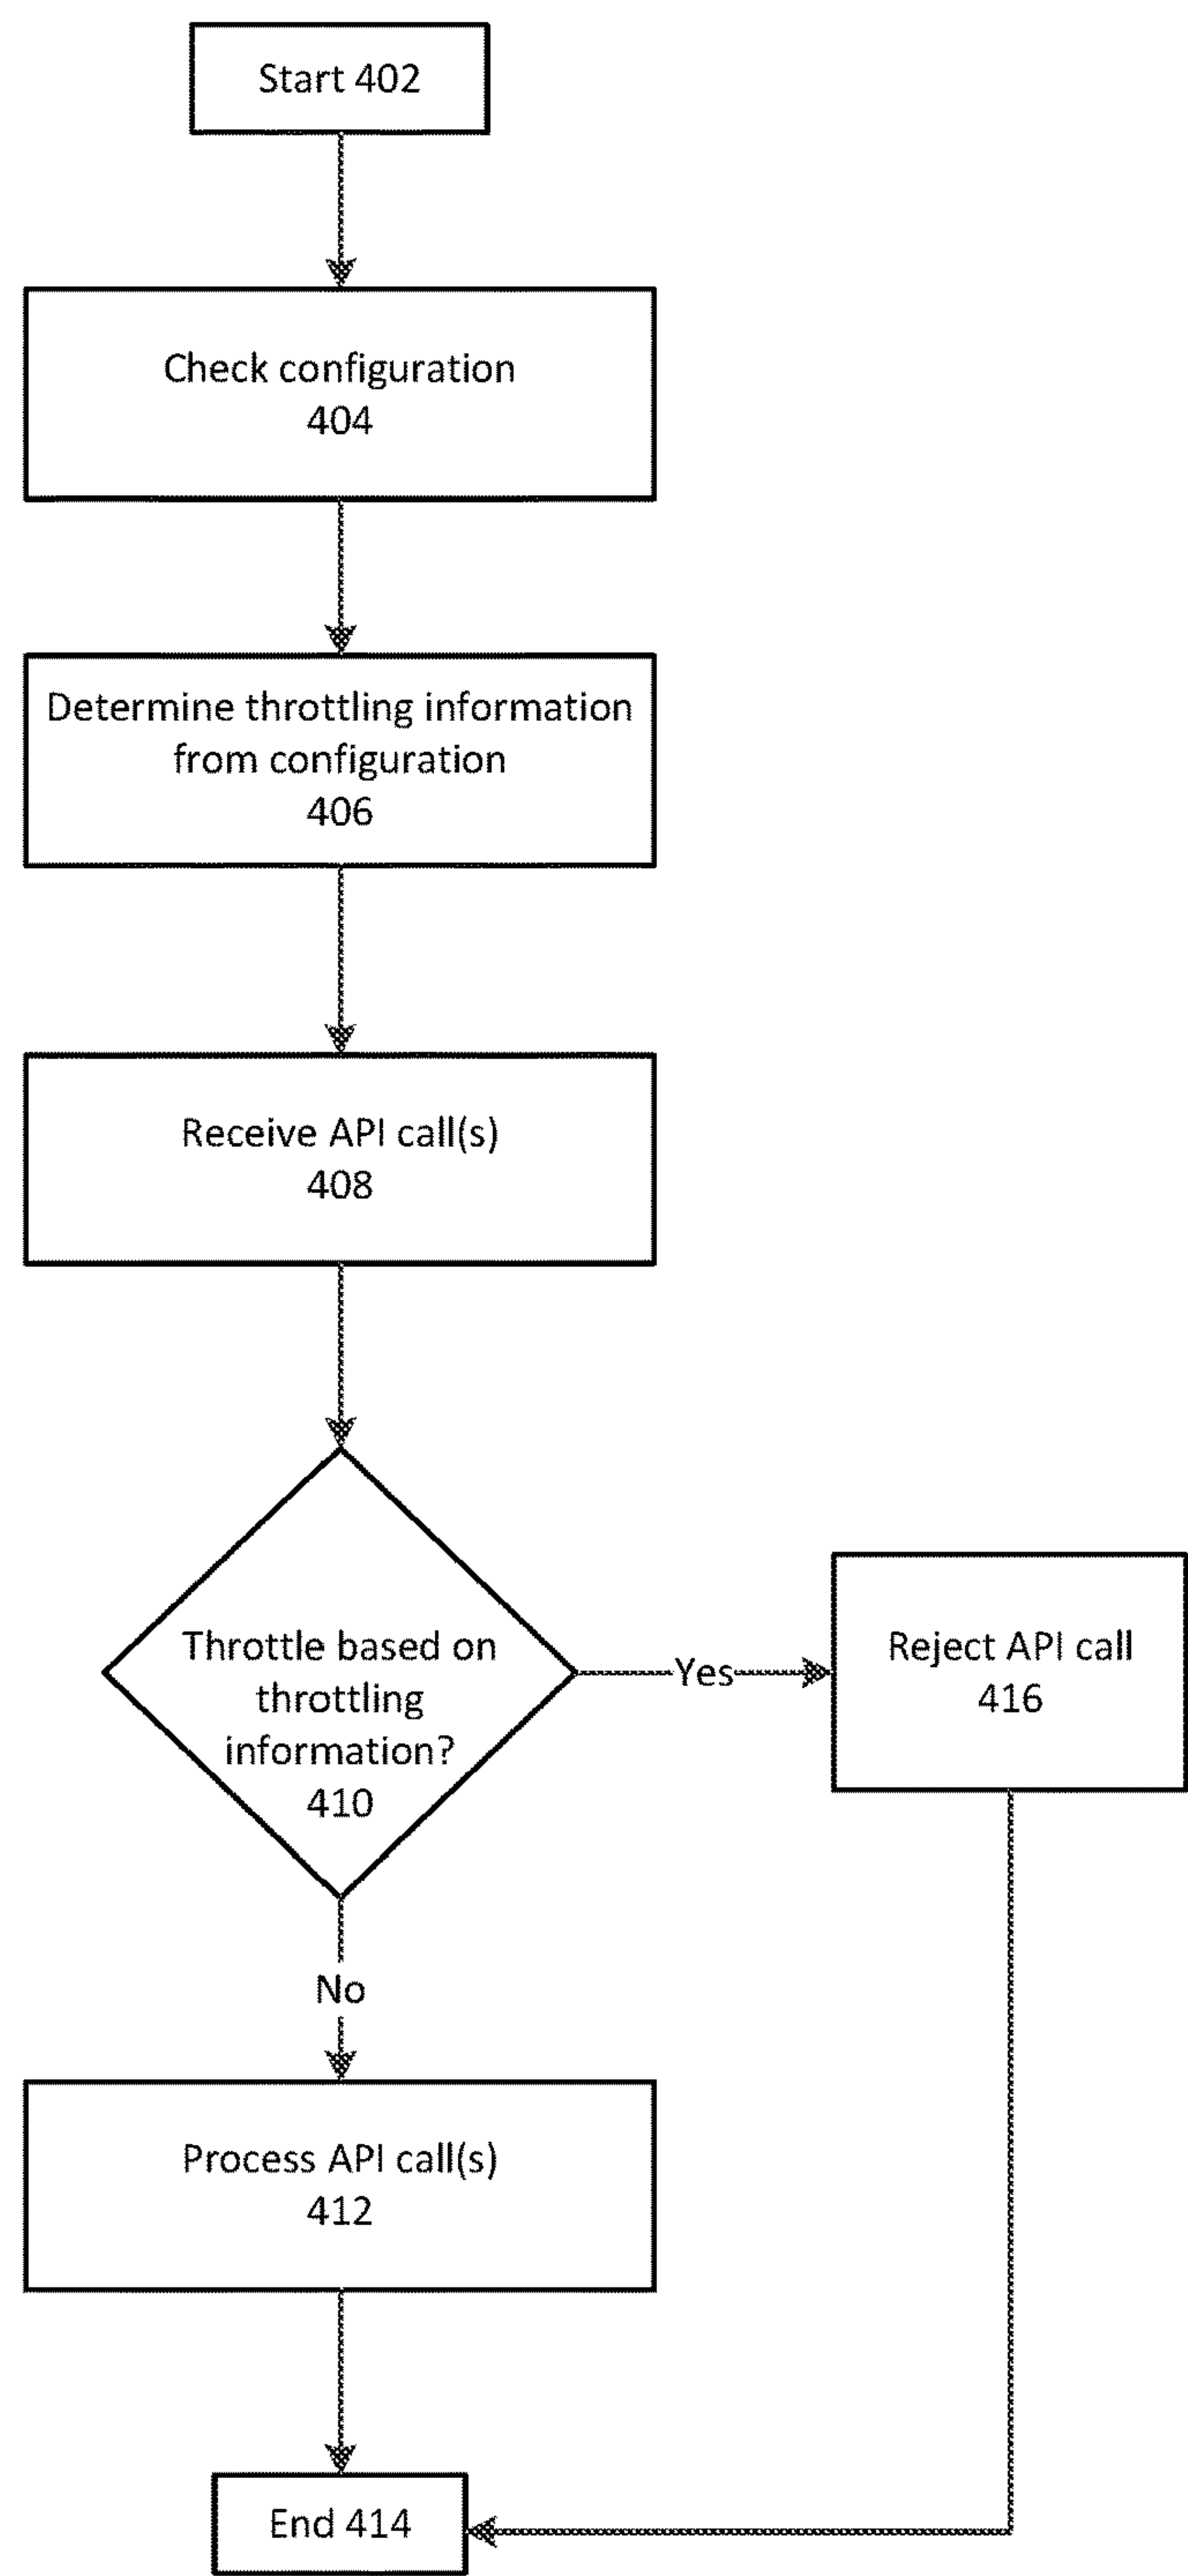 Start 402
Check configuration
404
Determine throttling information
from configuration
406
Receive API call(s)
408
Throttle based on
throttling
information?
410
Yes
Reject API call
416
No
Process API call(s)
412
End 414